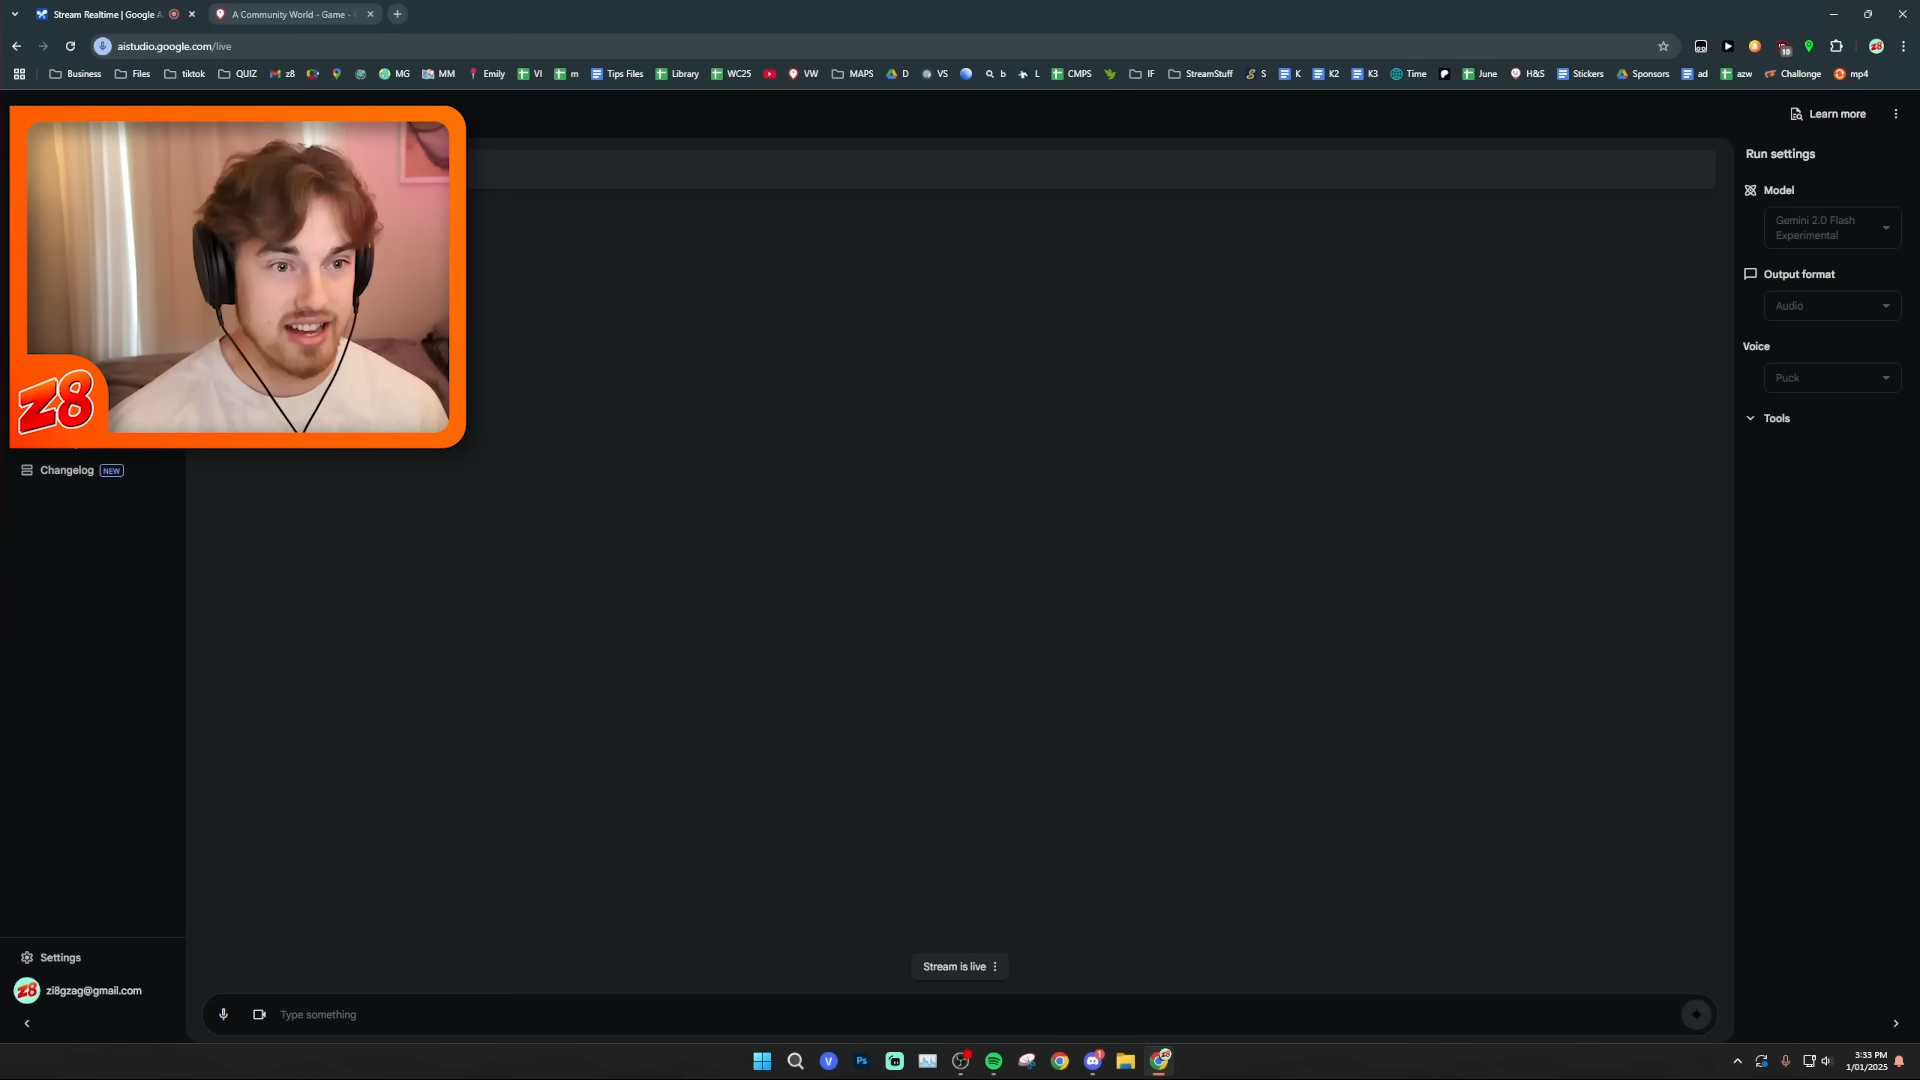 Stream Realtime | Google A
A Community World - Game -
aistudio.google.com/live
Business
Files
tiktok
QUIZ
z8
MG
MM
Emily
VI
m
Tips Files
Library
WC25
VW
MAPS
D
VS
b
L
CMPS
IF
StreamStuff
S
K
K2
K3
Time
June
H&S
Stickers
Sponsors
ad
azw
Challonge
mp4
Learn more
Run settings
Model
Gemini 2.0 Flash
Experimental
Output format
Audio
Voice
Puck
Tools
z8
Changelog NEW
Stream is live
Settings
z8 zi8gzag@gmail.com
Type something
3:33 PM
1/01/2025